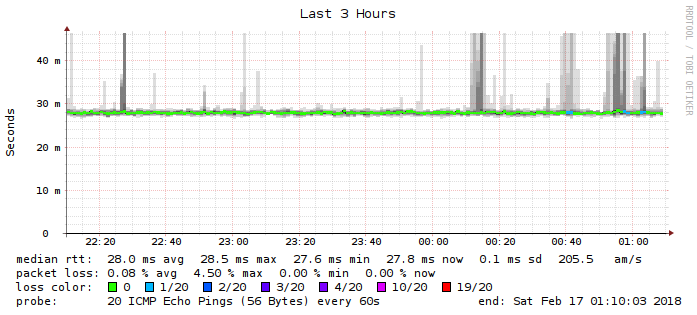 Last 3 Hours
RRDTOOL / TOBI OETIKER
Seconds
40 m
30 m
20 m
10 m
0
22:20 22:40 23:00 23:20 23:40 00:00 00:20 00:40 01:00
median rtt: 28.0 ms avg 28.5 ms max 27.6 ms min 27.8 ms now 0.1 ms sd 205.5 am/s
packet loss: 0.08 % avg 4.50 % max 0.00 % min 0.00 % now
loss color: 0 1/20 2/20 3/20 4/20 10/20 19/20
probe: 20 ICMP Echo Pings (56 Bytes) every 60s end: Sat Feb 17 01:10:03 2018